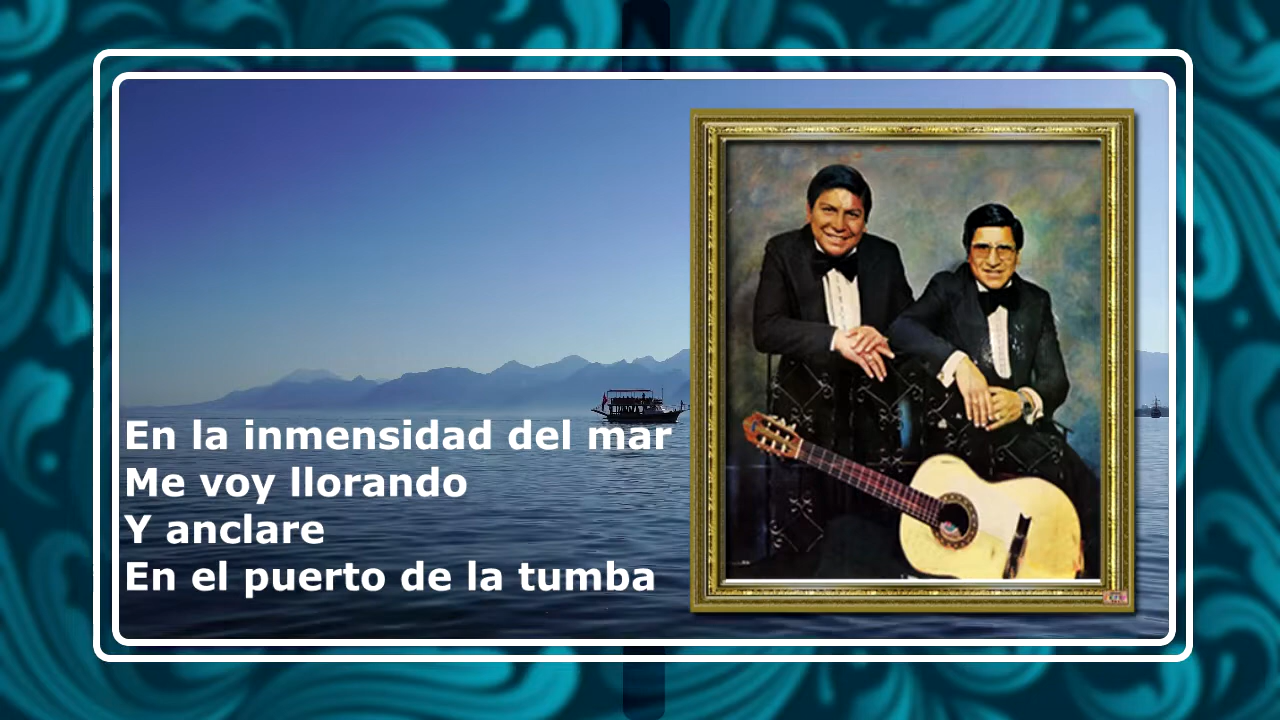 En la inmensidad del mar
Me voy llorando
Y anclare
En el puerto de la tumba